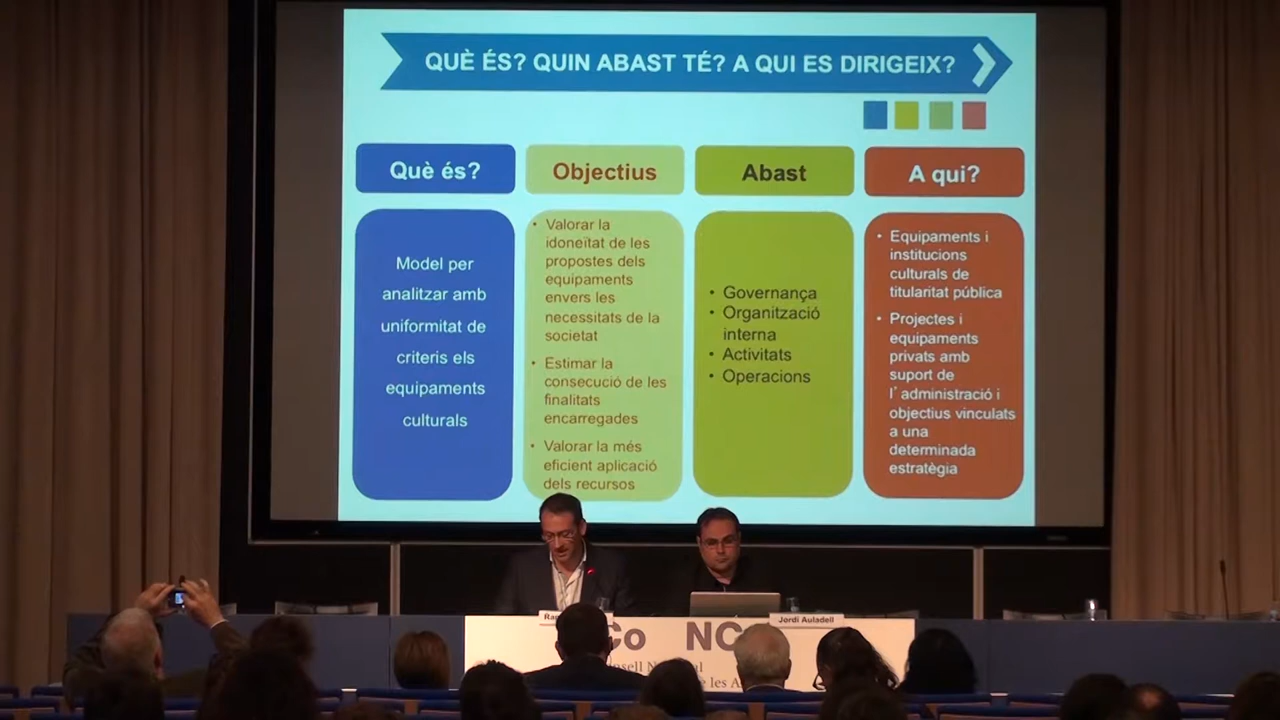 QUÈ ÉS? QUIN ABAST TÉ? A QUI ES DIRIGEIX?
Què és?
Model per
analitzar amb
uniformitat de
criteris els
equipaments
culturals
Objectius
• Valorar la
idoneïtat de les
propostes dels
equipaments
envers les
necessitats de la
societat
• Estimar la
consecució de les
finalitats
encarregades
• Valorar la més
eficient aplicació
dels recursos
Abast
• Governança
• Organització
interna
• Activitats
• Operacions
A qui?
• Equipaments i
institucions
culturals de
titularitat pública
• Projectes i
equipaments
privats amb
suport de
l' administració i
objectius vinculats
a una
determinada
estratègia
Jordi Auladell
Co NC
les A